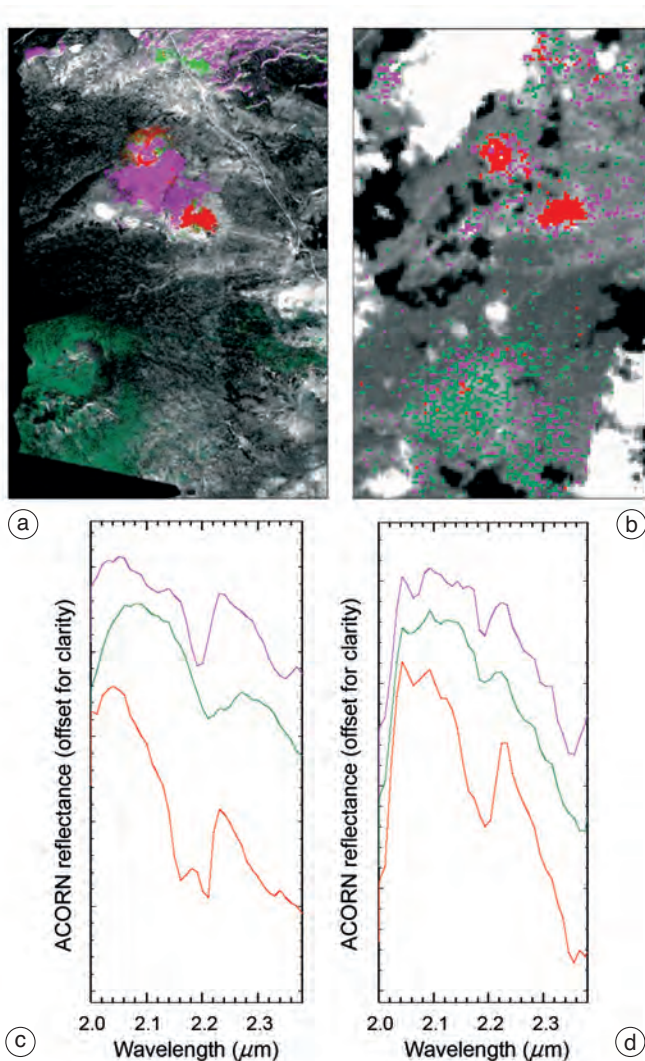 a
b
ACORN reflectance (offset for clarity)
2.0 2.1 2.2 2.3
Wavelength (μm)
c
ACORN reflectance (offset for clarity)
2.0 2.1 2.2 2.3
Wavelength (μm)
d